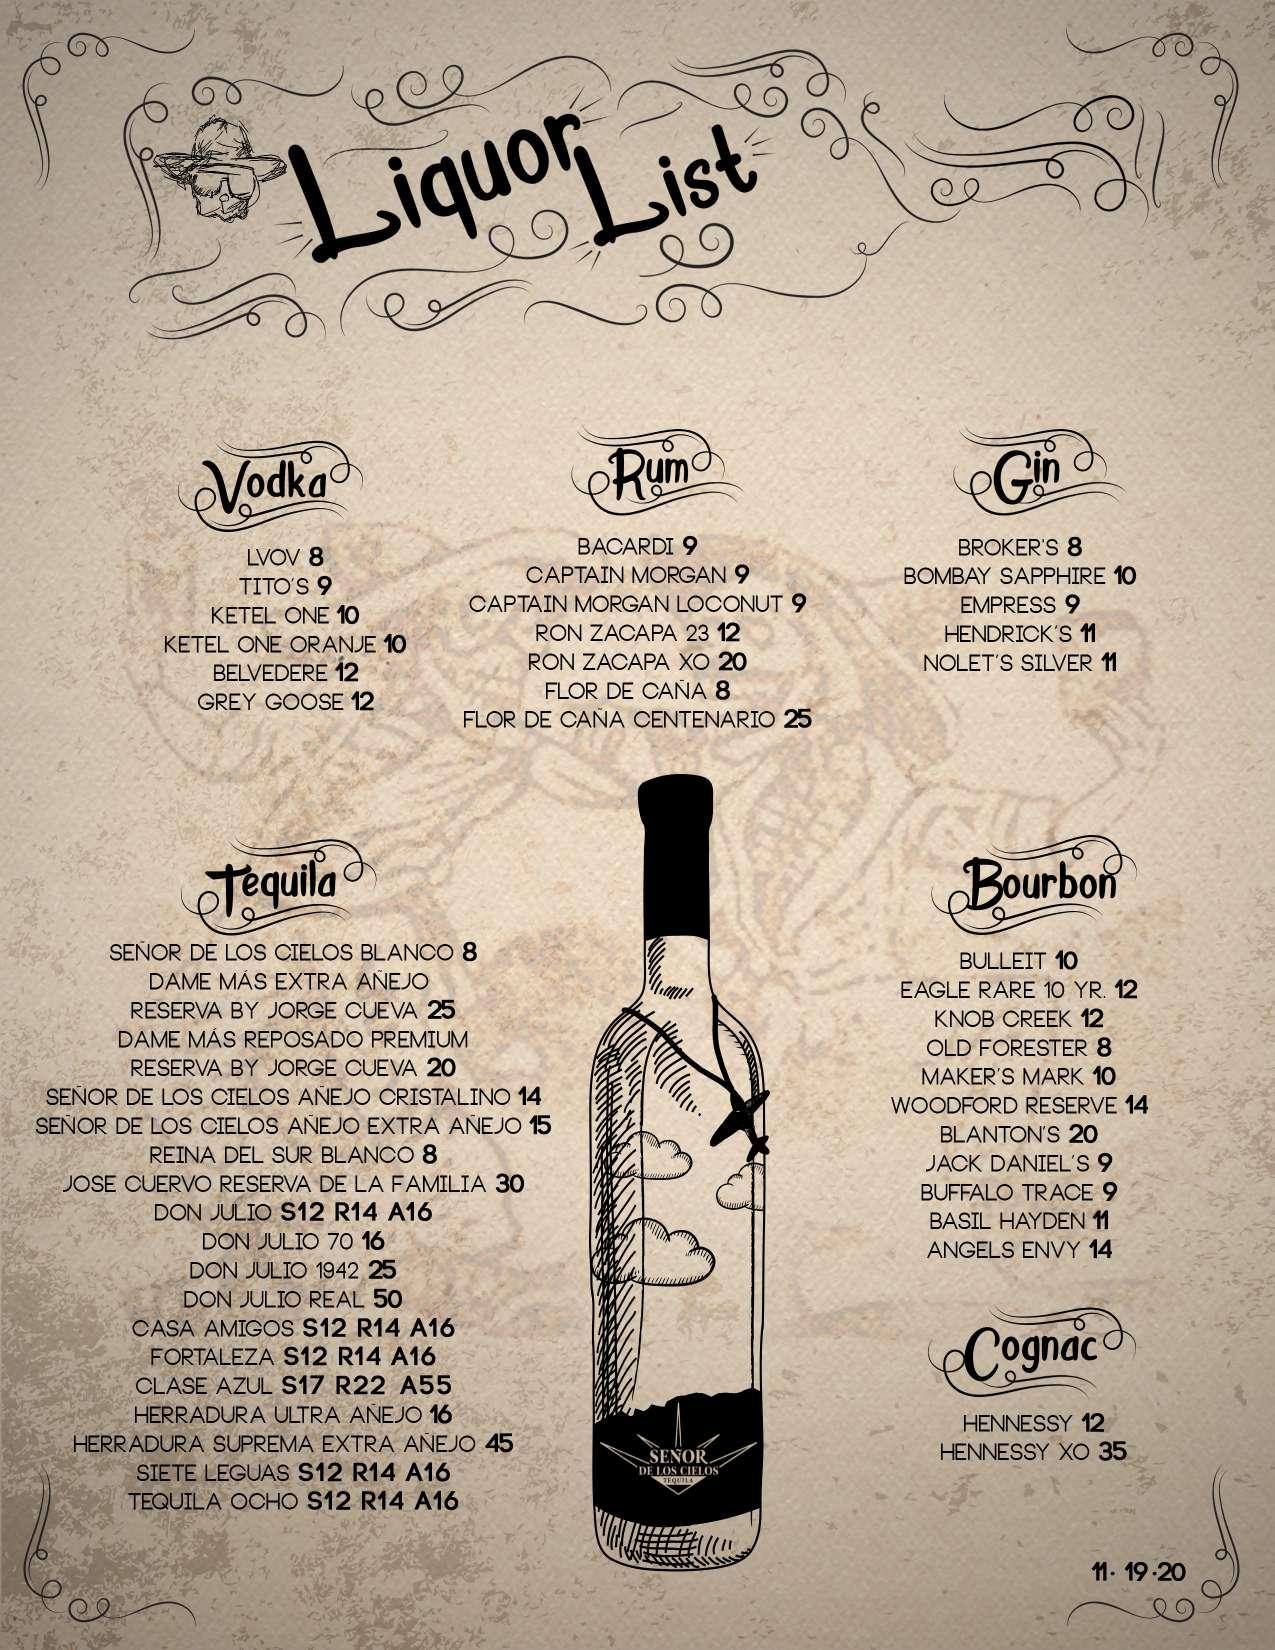 Liquor List
Vodka
LVOV 8
TITO'S 9
KETEL ONE 10
KETEL ONE ORANJE 10
BELVEDERE 12
GREY GOOSE 12
Rum
BACARDI 9
CAPTAIN MORGAN 9
CAPTAIN MORGAN LOCONUT 9
RON ZACAPA 23 12
RON ZACAPA XO 20
FLOR DE CAÑA 8
FLOR DE CAÑA CENTENARIO 25
Gin
BROKER'S 8
BOMBAY SAPPHIRE 10
EMPRESS 9
HENDRICK'S 11
NOLET'S SILVER 11
Tequila
SEÑOR DE LOS CIELOS BLANCO 8
DAME MÁS EXTRA AÑEJO
RESERVA BY JORGE CUEVA 25
DAME MÁS REPOSADO PREMIUM
RESERVA BY JORGE CUEVA 20
SEÑOR DE LOS CIELOS AÑEJO CRISTALINO 14
SEÑOR DE LOS CIELOS AÑEJO EXTRA AÑEJO 15
REINA DEL SUR BLANCO 8
JOSE CUERVO RESERVA DE LA FAMILIA 30
DON JULIO S12 R14 A16
DON JULIO 70 16
DON JULIO 1942 25
DON JULIO REAL 50
CASA AMIGOS S12 R14 A16
FORTALEZA S12 R14 A16
CLASE AZUL S17 R22 A55
HERRADURA ULTRA AÑEJO 16
HERRADURA SUPREMA EXTRA AÑEJO 45
SIETE LEGUAS S12 R14 A16
TEQUILA OCHO S12 R14 A16
SEÑOR
DE LOS CIELOS
TEQUILA
Bourbon
BULLEIT 10
EAGLE RARE 10 YR. 12
KNOB CREEK 12
OLD FORESTER 8
MAKER'S MARK 10
WOODFORD RESERVE 14
BLANTON'S 20
JACK DANIEL'S 9
BUFFALO TRACE 9
BASIL HAYDEN 11
ANGELS ENVY 14
Cognac
HENNESSY 12
HENNESSY XO 35
11· 19·20